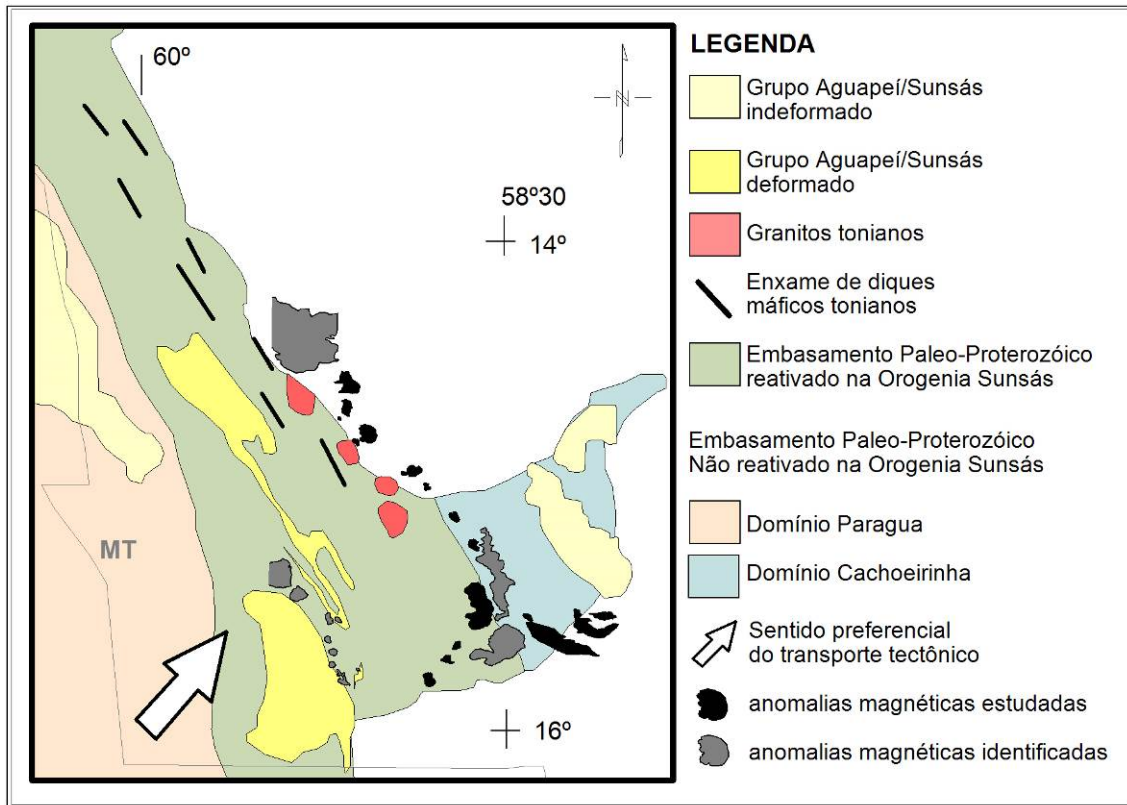 60º
N
58º30
14º
MT
16º
LEGENDA
Grupo Aguapeí/Sunsás
indeformado
Grupo Aguapeí/Sunsás
deformado
Granitos tonianos
Enxame de diques
máficos tonianos
Embasamento Paleo-Proterozóico
reativado na Orogenia Sunsás
Embasamento Paleo-Proterozóico
Não reativado na Orogenia Sunsás
Domínio Paragua
Domínio Cachoeirinha
Sentido preferencial
do transporte tectônico
anomalias magnéticas estudadas
anomalias magnéticas identificadas